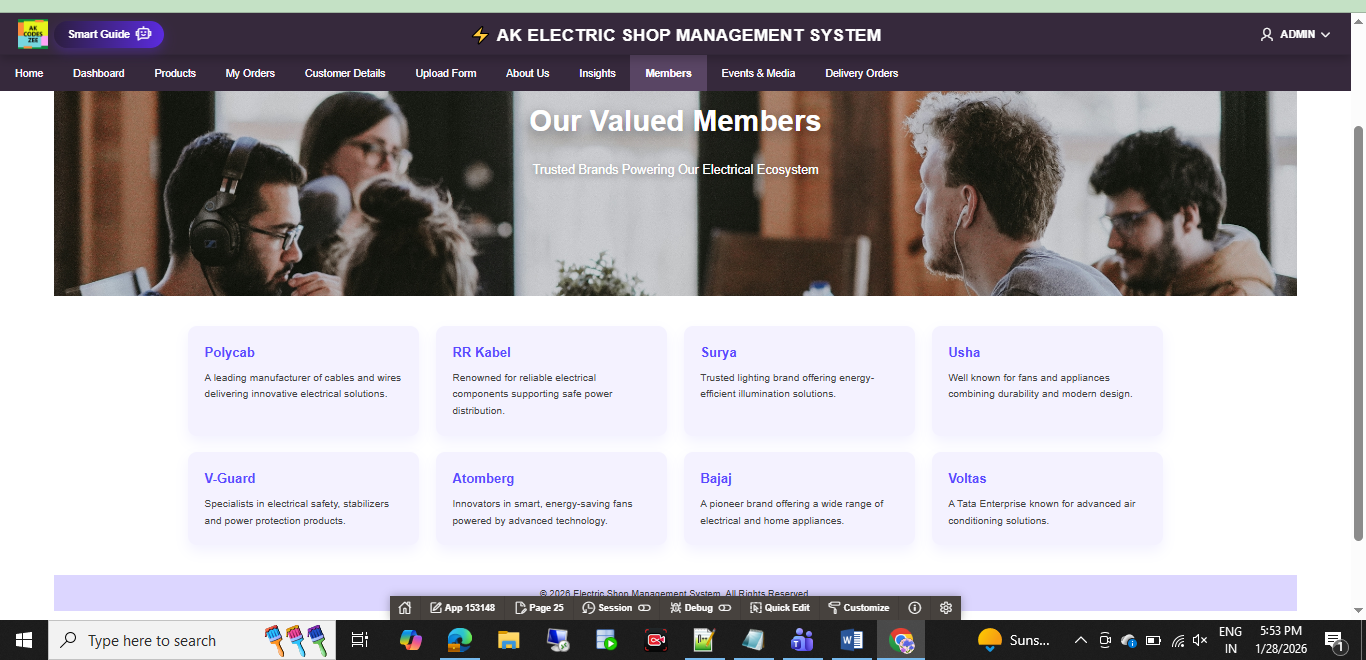 AK
CODES
ZEE
Smart Guide
⚡ AK ELECTRIC SHOP MANAGEMENT SYSTEM
ADMIN
Home Dashboard Products My Orders Customer Details Upload Form About Us Insights Members Events & Media Delivery Orders
Our Valued Members
Trusted Brands Powering Our Electrical Ecosystem
Polycab
A leading manufacturer of cables and wires
delivering innovative electrical solutions.
RR Kabel
Renowned for reliable electrical
components supporting safe power
distribution.
Surya
Trusted lighting brand offering energy-
efficient illumination solutions.
Usha
Well known for fans and appliances
combining durability and modern design.
V-Guard
Specialists in electrical safety, stabilizers
and power protection products.
Atomberg
Innovators in smart, energy-saving fans
powered by advanced technology.
Bajaj
A pioneer brand offering a wide range of
electrical and home appliances.
Voltas
A Tata Enterprise known for advanced air
conditioning solutions.
© 2026 Electric Shop Management System. All Rights Reserved.
App 153148 Page 25 Session Debug Quick Edit Customize
Type here to search
Suns...
ENG
IN
5:53 PM
1/28/2026
1